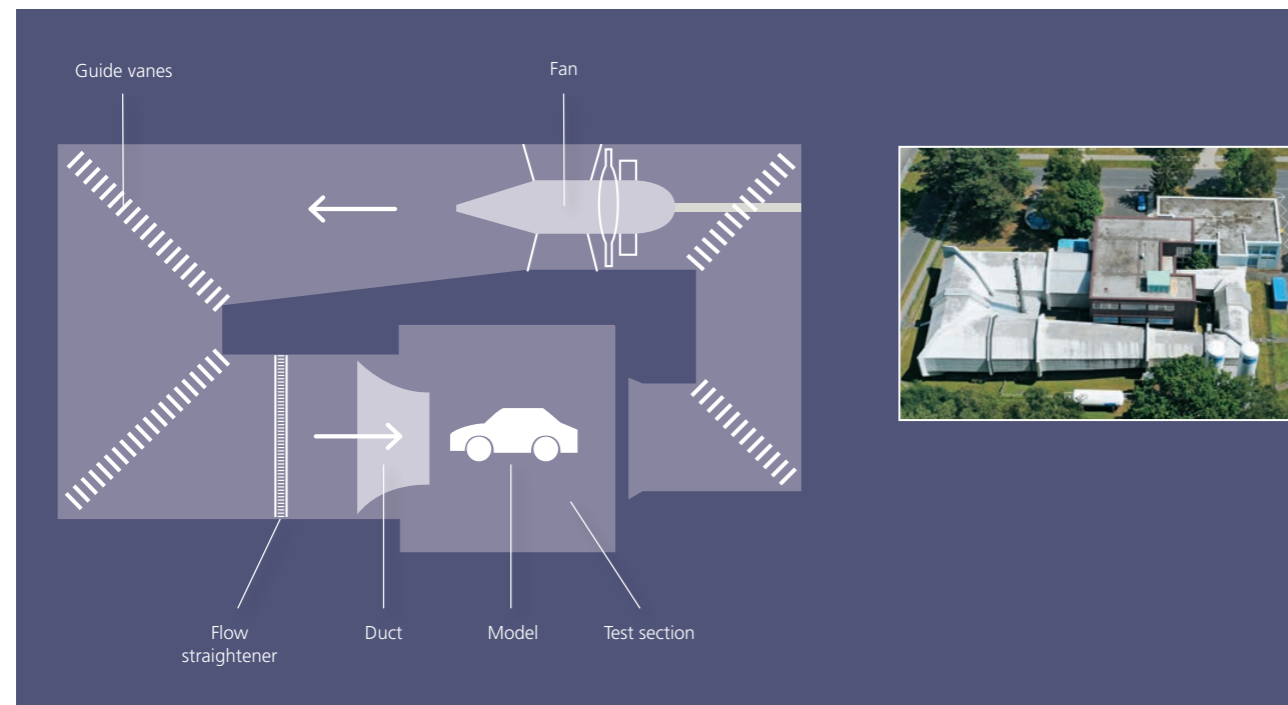 Guide vanes
Fan
Flow
straightener
Duct
Model
Test section